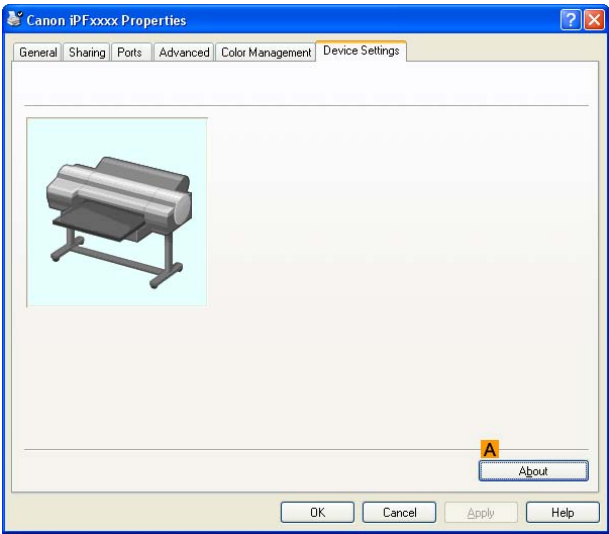 Canon iPFxxxx Properties
General Sharing Ports Advanced Color Management Device Settings
A
About
OK Cancel Apply Help